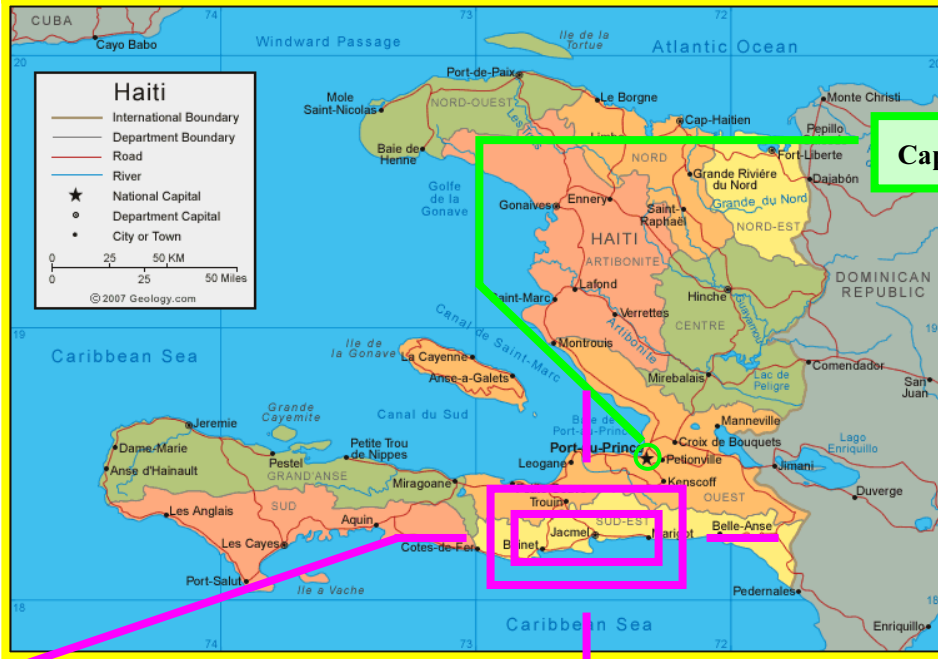 CUBA
Cayo Babo
74
73
72
20
20
Windward Passage
Ile de la
Tortue
Atlantic Ocean
Haiti
International Boundary
Department Boundary
Road
River
National Capital
Department Capital
City or Town
0 25 50 KM
0 25 50 Miles
© 2007 Geology.com
Port-de-Paix
Mole
Saint-Nicolas
NORD-OUEST
Le Borgne
Monte Christi
Cap-Haitien
Pepillo
Baie de
Henne
NORD
Fort-Liberte
Cap
Grande Riviére
du Nord
Dajabón
Golfe
de la
Gonave
Gonaives
Ennery
Saint-
Raphaël
Grande du Nord
NORD-EST
HAITI
ARTIBONITE
DOMINICAN
REPUBLIC
Lafond
Hinche
Guayamou
Saint-Marc
Verrettes
CENTRE
19
Canal de Saint-Marc
Artibonite
Caribbean Sea
Ile de
la Gonave
La Cayenne
Montrouis
Comendador
Anse-a-Galets
Mirebalais
Lac de
Peligre
San
Juan
Grande
Cayemite
Canal du Sud
Baie de
Port-au-Prince
Manneville
Jeremie
Croix de Bouquets
Lago
Enriquillo
Dame-Marie
Petite Trou
de Nippes
Port-au-Prince
Petionville
Anse d'Hainault
Pestel
Leogane
Jimani
GRAND'ANSE
Miragoane
Kenscoff
Duverge
SUD
Trouin
OUEST
Les Anglais
Aquin
SUD-EST
Belle-Anse
Les Cayes
Cotes-de-Fer
Jacmel
Marigot
Port-Salut
Ile a Vache
Pedernales
18
18
Caribbean Sea
Enriquillo
74
73
72